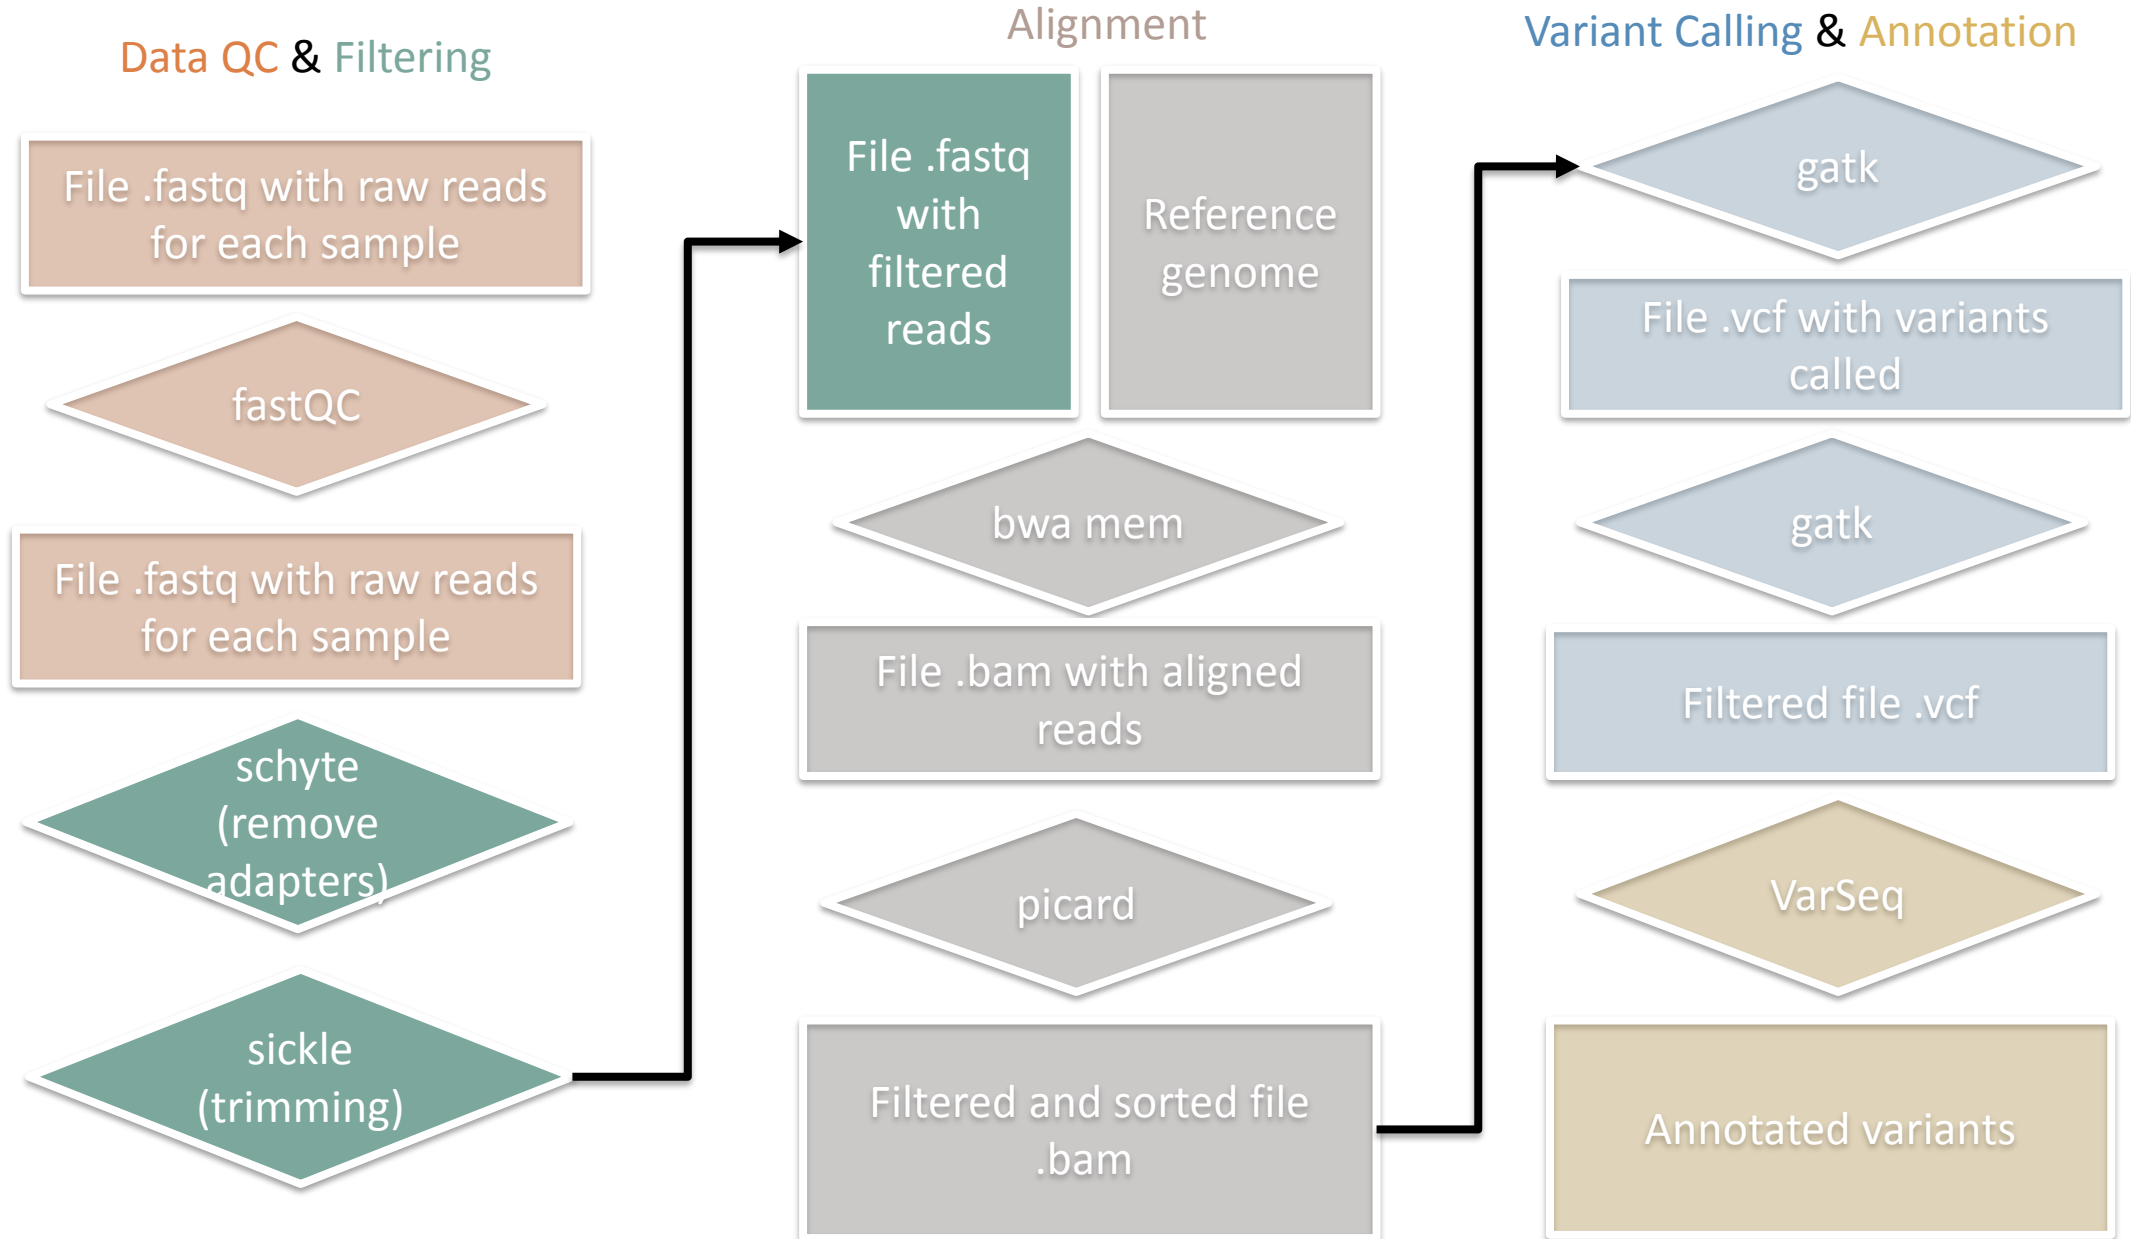 Data QC & Filtering
File .fastq with raw reads
for each sample
fastQC
File .fastq with raw reads
for each sample
schyte
(remove
adapters)
sickle
(trimming)
Alignment
File .fastq
with
filtered
reads
Reference
genome
bwa mem
File .bam with aligned
reads
picard
Filtered and sorted file
.bam
Variant Calling & Annotation
gatk
File .vcf with variants
called
gatk
Filtered file .vcf
VarSeq
Annotated variants